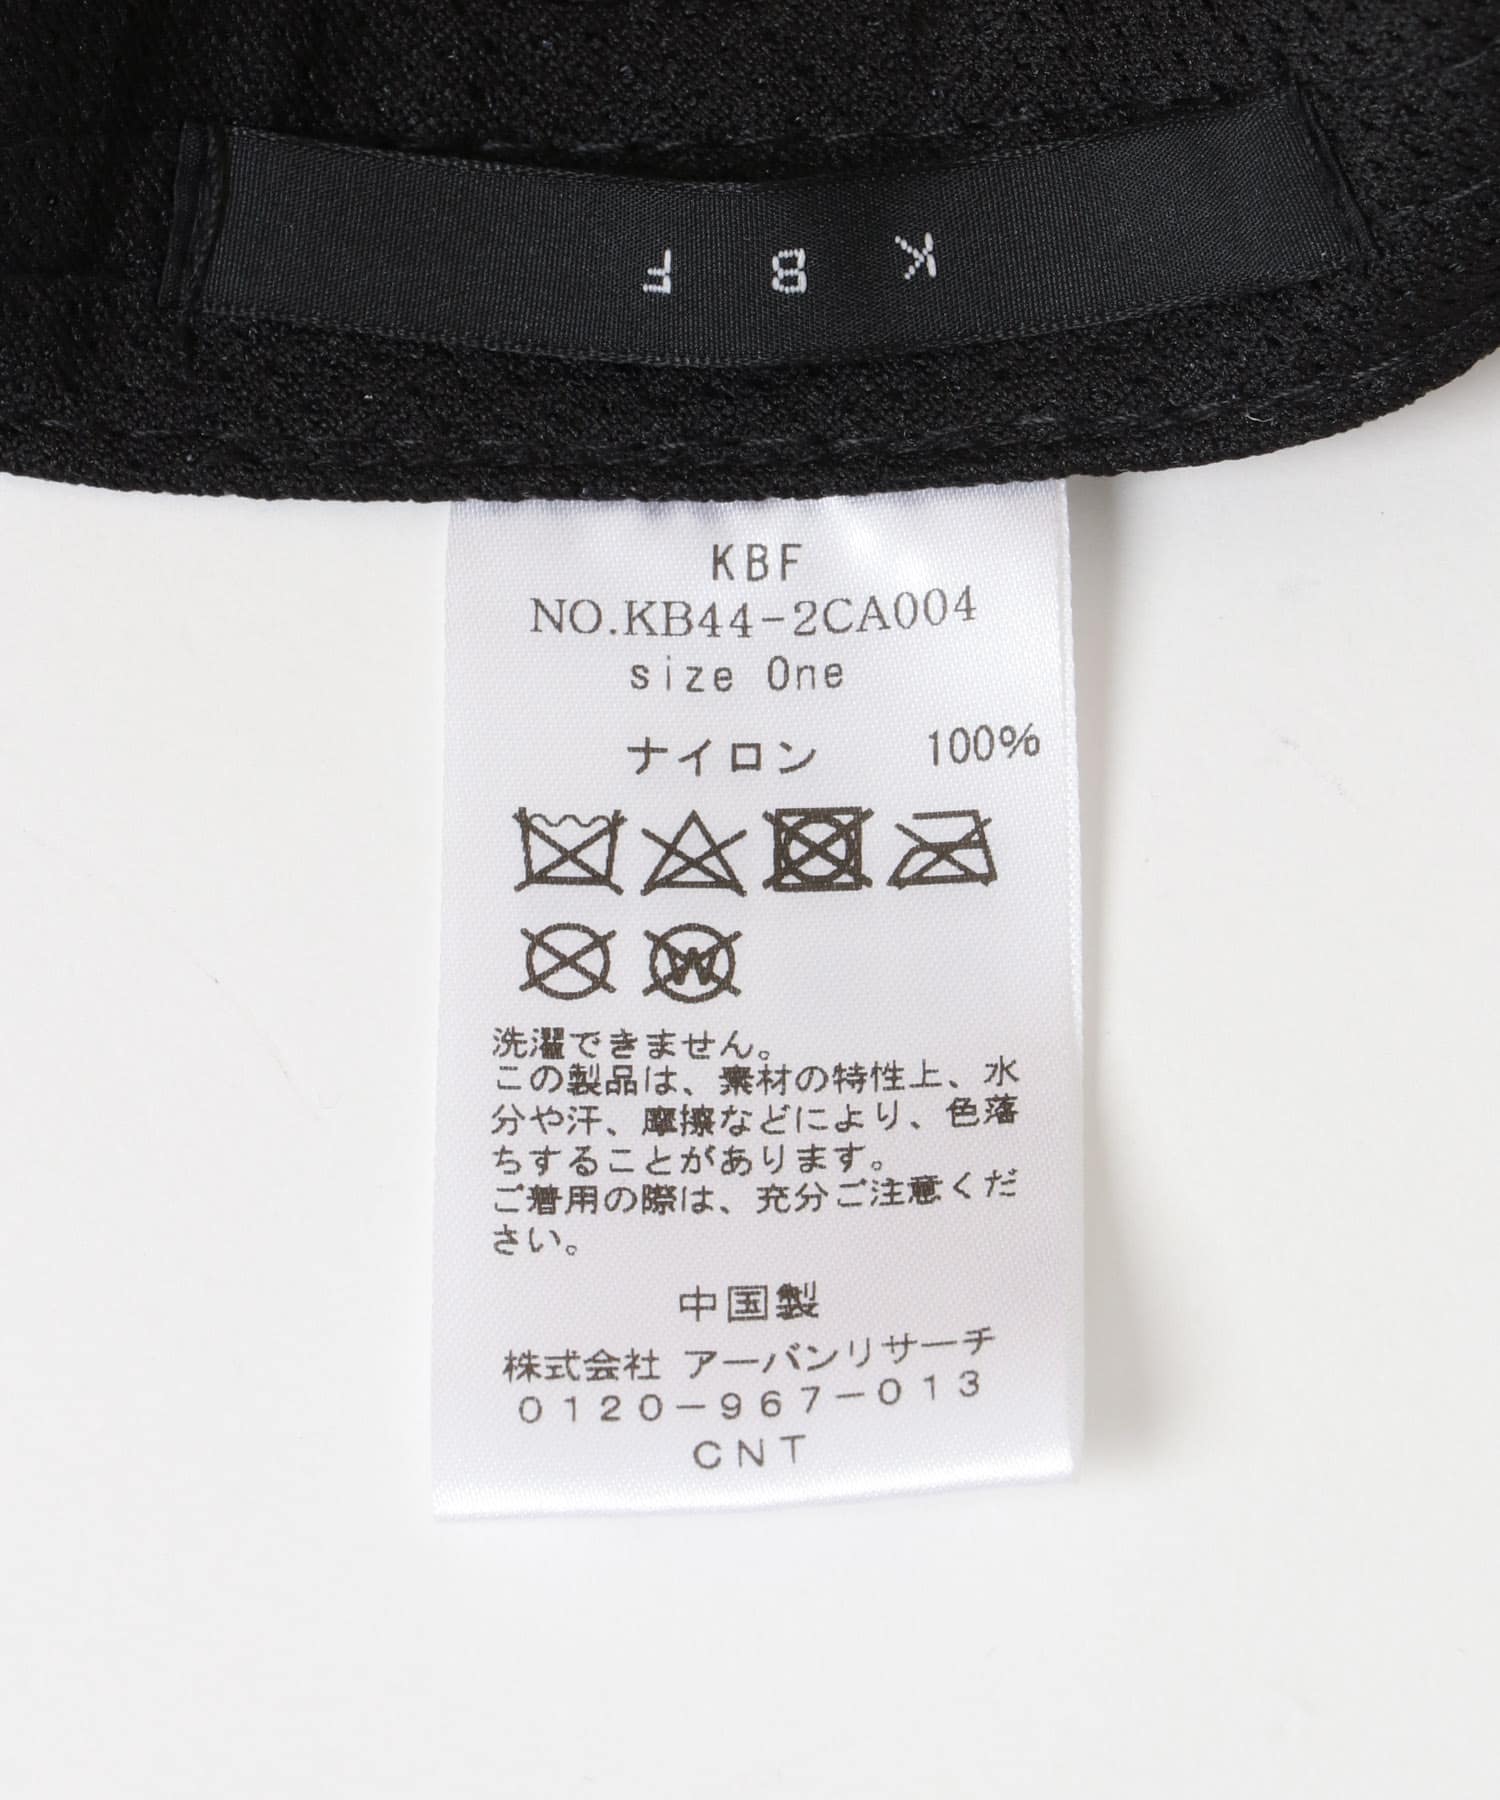 K B F
KBF
NO.KB44-2CA004
size One
ナイロン 100%
W
洗濯できません。
この製品は、素材の特性上、水
分や汗、摩擦などにより、色落
ちすることがあります。
ご着用の際は、充分ご注意くだ
さい。
中国製
株式会社 アーバンリサーチ
0120-967-013
CNT